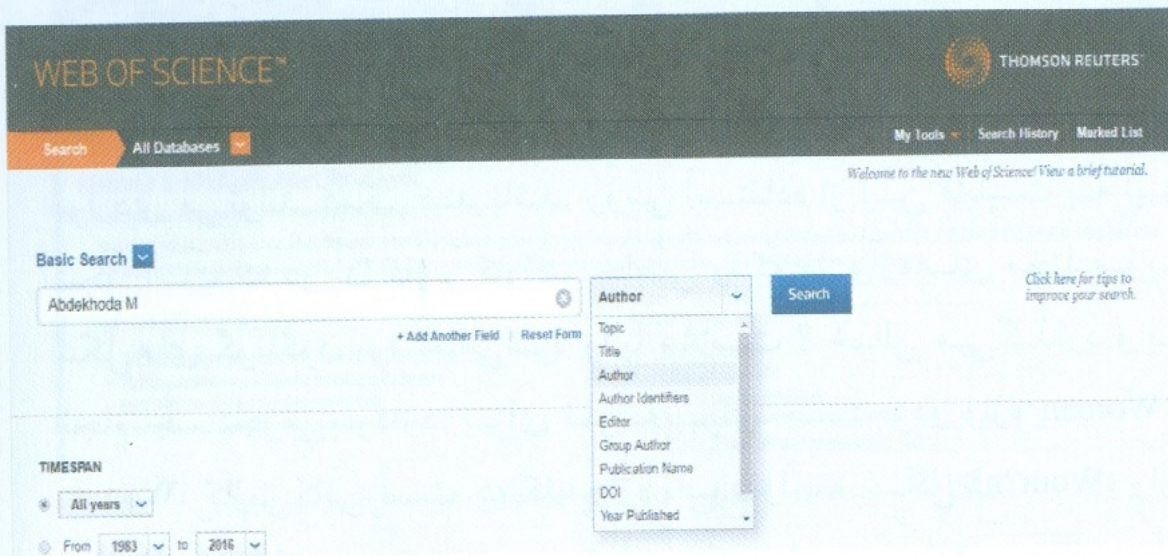 WEB OF SCIENCE™
THOMSON REUTERS
Search All Databases
My Tools Search History Marked List
Welcome to the new Web of Science! View a brief tutorial.
Basic Search
Abdekhoda M
Author
Search
Click here for tips to
improve your search.
+ Add Another Field | Reset Form
Topic
Title
Author
Author Identifiers
Editor
Group Author
Publication Name
DOI
Year Published
TIMESPAN
All years
From 1983 to 2016